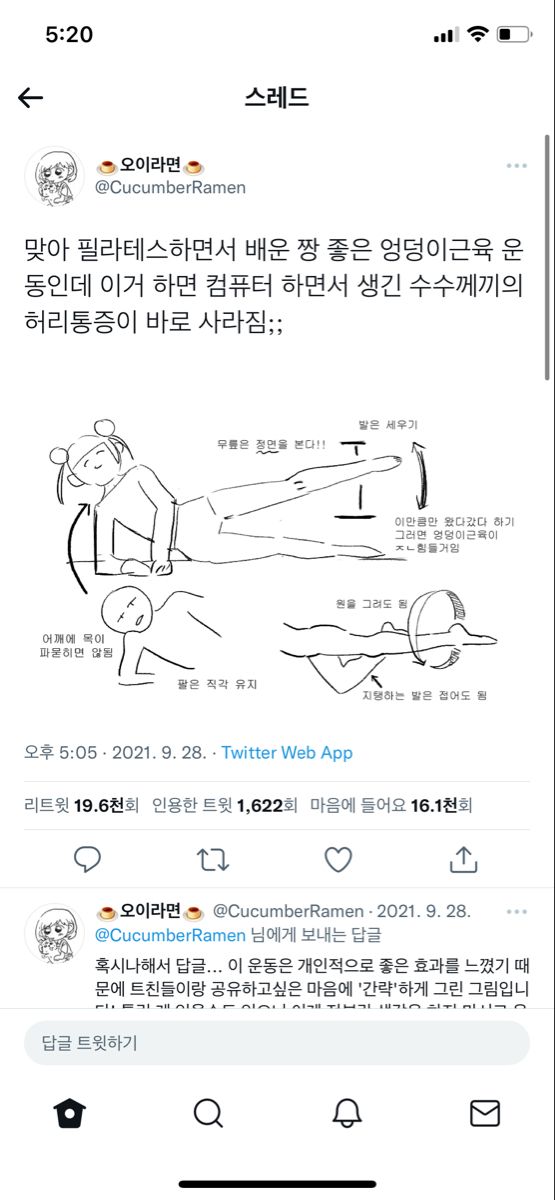 5:20
스레드
🍮오이라면🍮
@CucumberRamen
맞아 필라테스하면서 배운 짱 좋은 엉덩이근육 운
동인데 이거 하면 컴퓨터 하면서 생긴 수수께끼의
허리통증이 바로 사라짐;;
발은 세우기
무릎은 정면을 본다!!
이만큼만 왔다갔다 하기
그러면 엉덩이근육이
ㅈㄴ힘들거임
어깨에 목이
파묻히면 않됨
팔은 직각 유지
원을 그려도 됨
지탱하는 발은 접어도 됨
오후 5:05 · 2021. 9. 28. · Twitter Web App
리트윗 19.6천회 인용한 트윗 1,622회 마음에 들어요 16.1천회
🍮오이라면🍮 @CucumberRamen · 2021. 9. 28.
@CucumberRamen 님에게 보내는 답글
혹시나해서 답글... 이 운동은 개인적으로 좋은 효과를 느꼈기 때
문에 트친들이랑 공유하고싶은 마음에 '간략'하게 그린 그림입니
답글 트윗하기